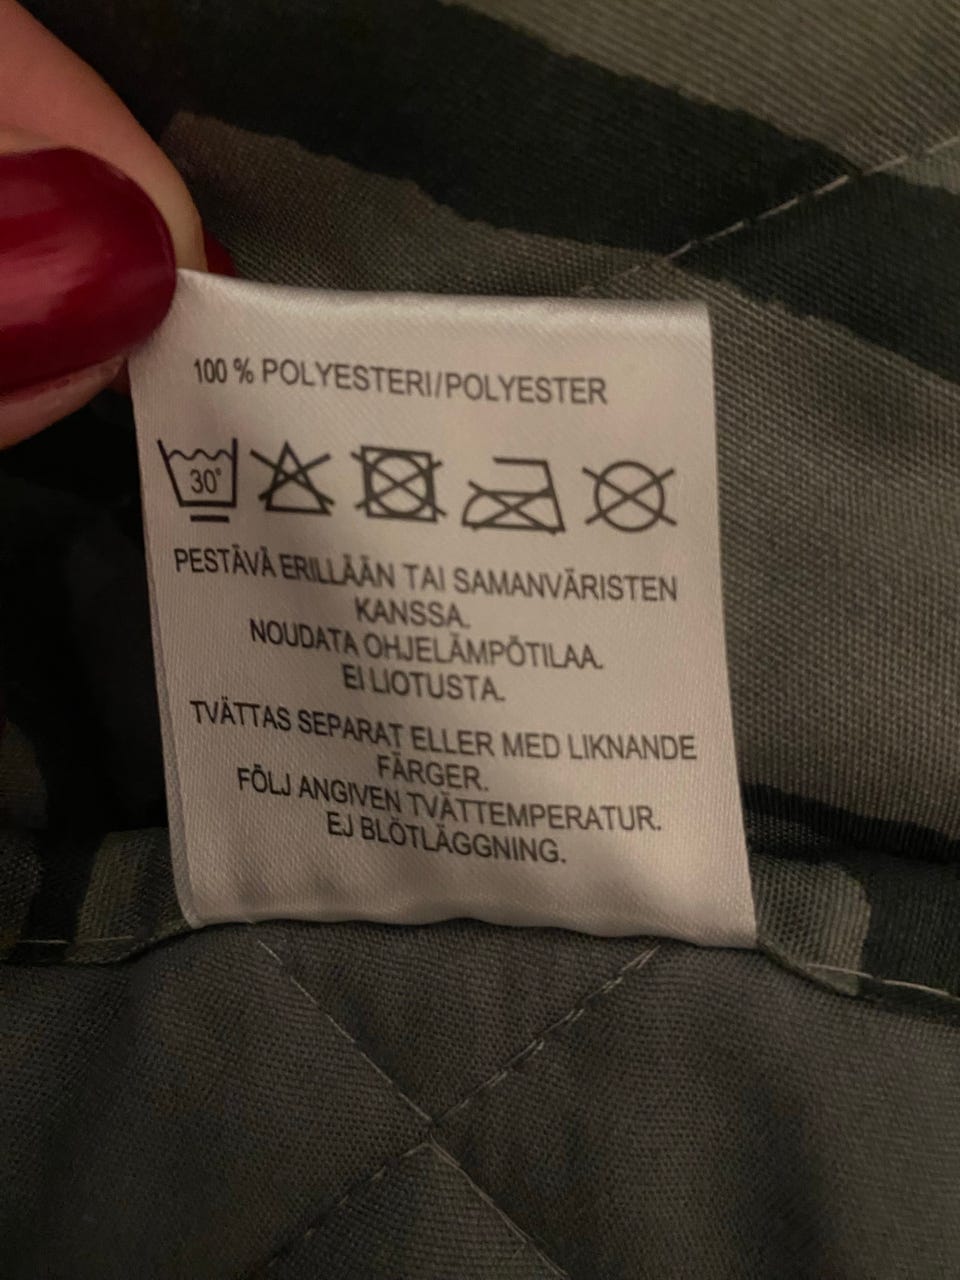 100 % POLYESTERI/POLYESTER
30°
PESTÄVÄ ERILLÄÄN TAI SAMANVÄRISTEN
KANSSA.
NOUDATA OHJELÄMPÖTILAA.
EI LIOTUSTA.
TVÄTTAS SEPARAT ELLER MED LIKNANDE
FÄRGER.
FÖLJ ANGIVEN TVÄTTEMPERATUR.
EJ BLÖTLÄGGNING.